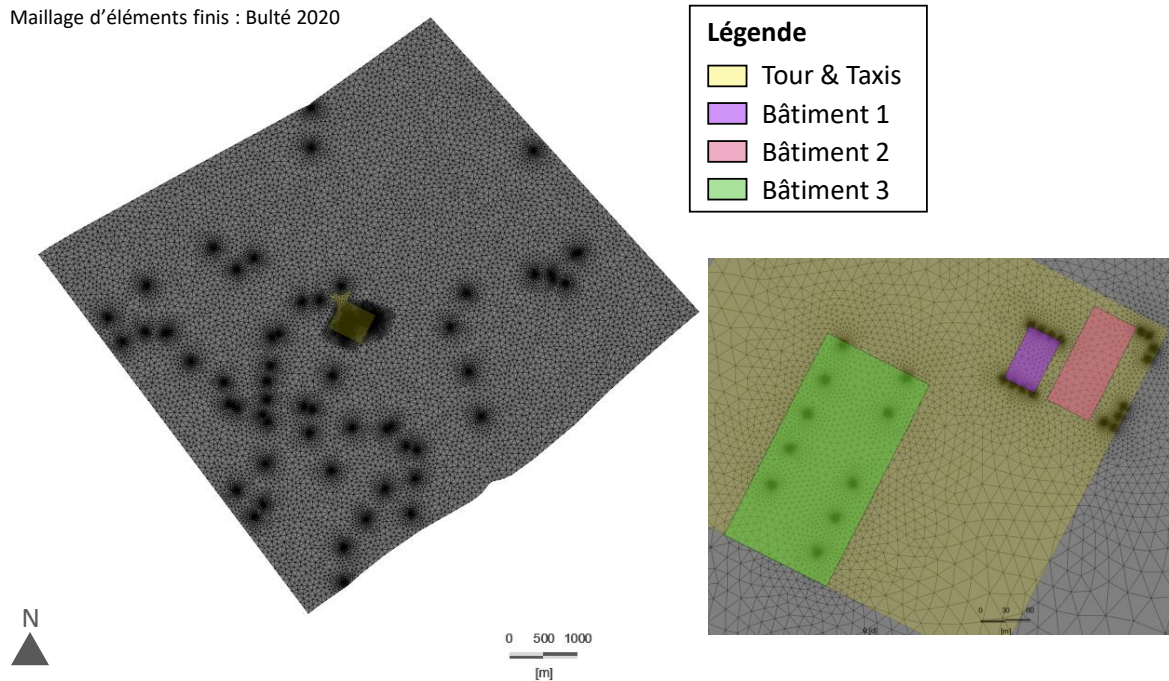 Maillage d’éléments finis : Bulté 2020
Légende
Tour & Taxis
Bâtiment 1
Bâtiment 2
Bâtiment 3
N
0 500 1000
[m]
0 30 60
[m]